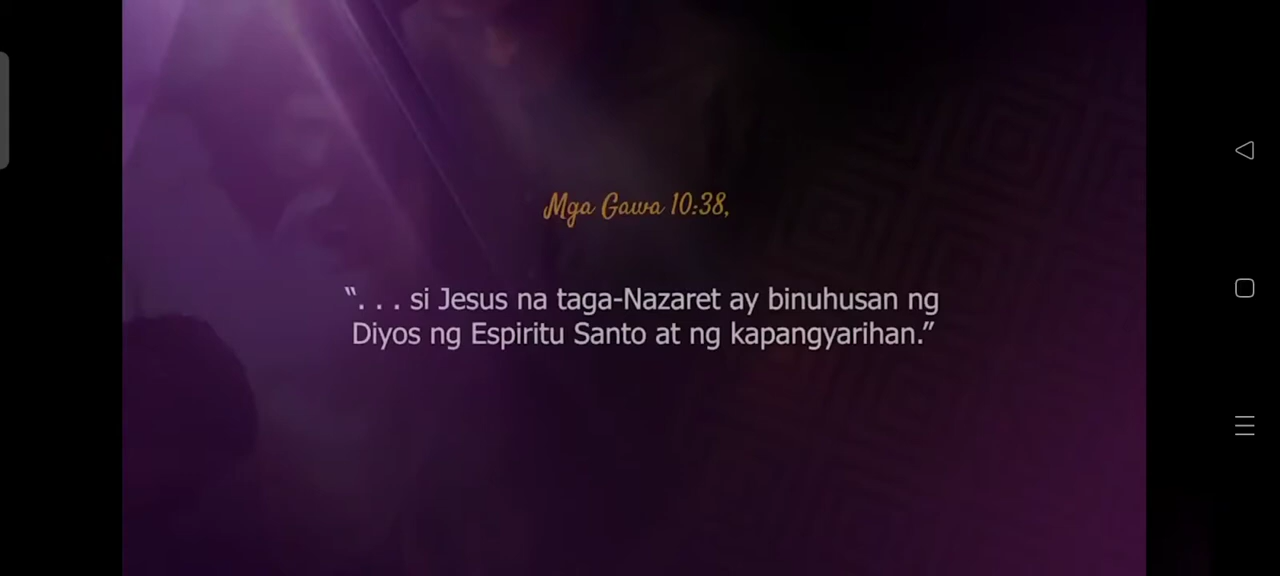 Mga Gawa 10:38,
“. . . si Jesus na taga-Nazaret ay binuhusan ng
Diyos ng Espiritu Santo at ng kapangyarihan.”